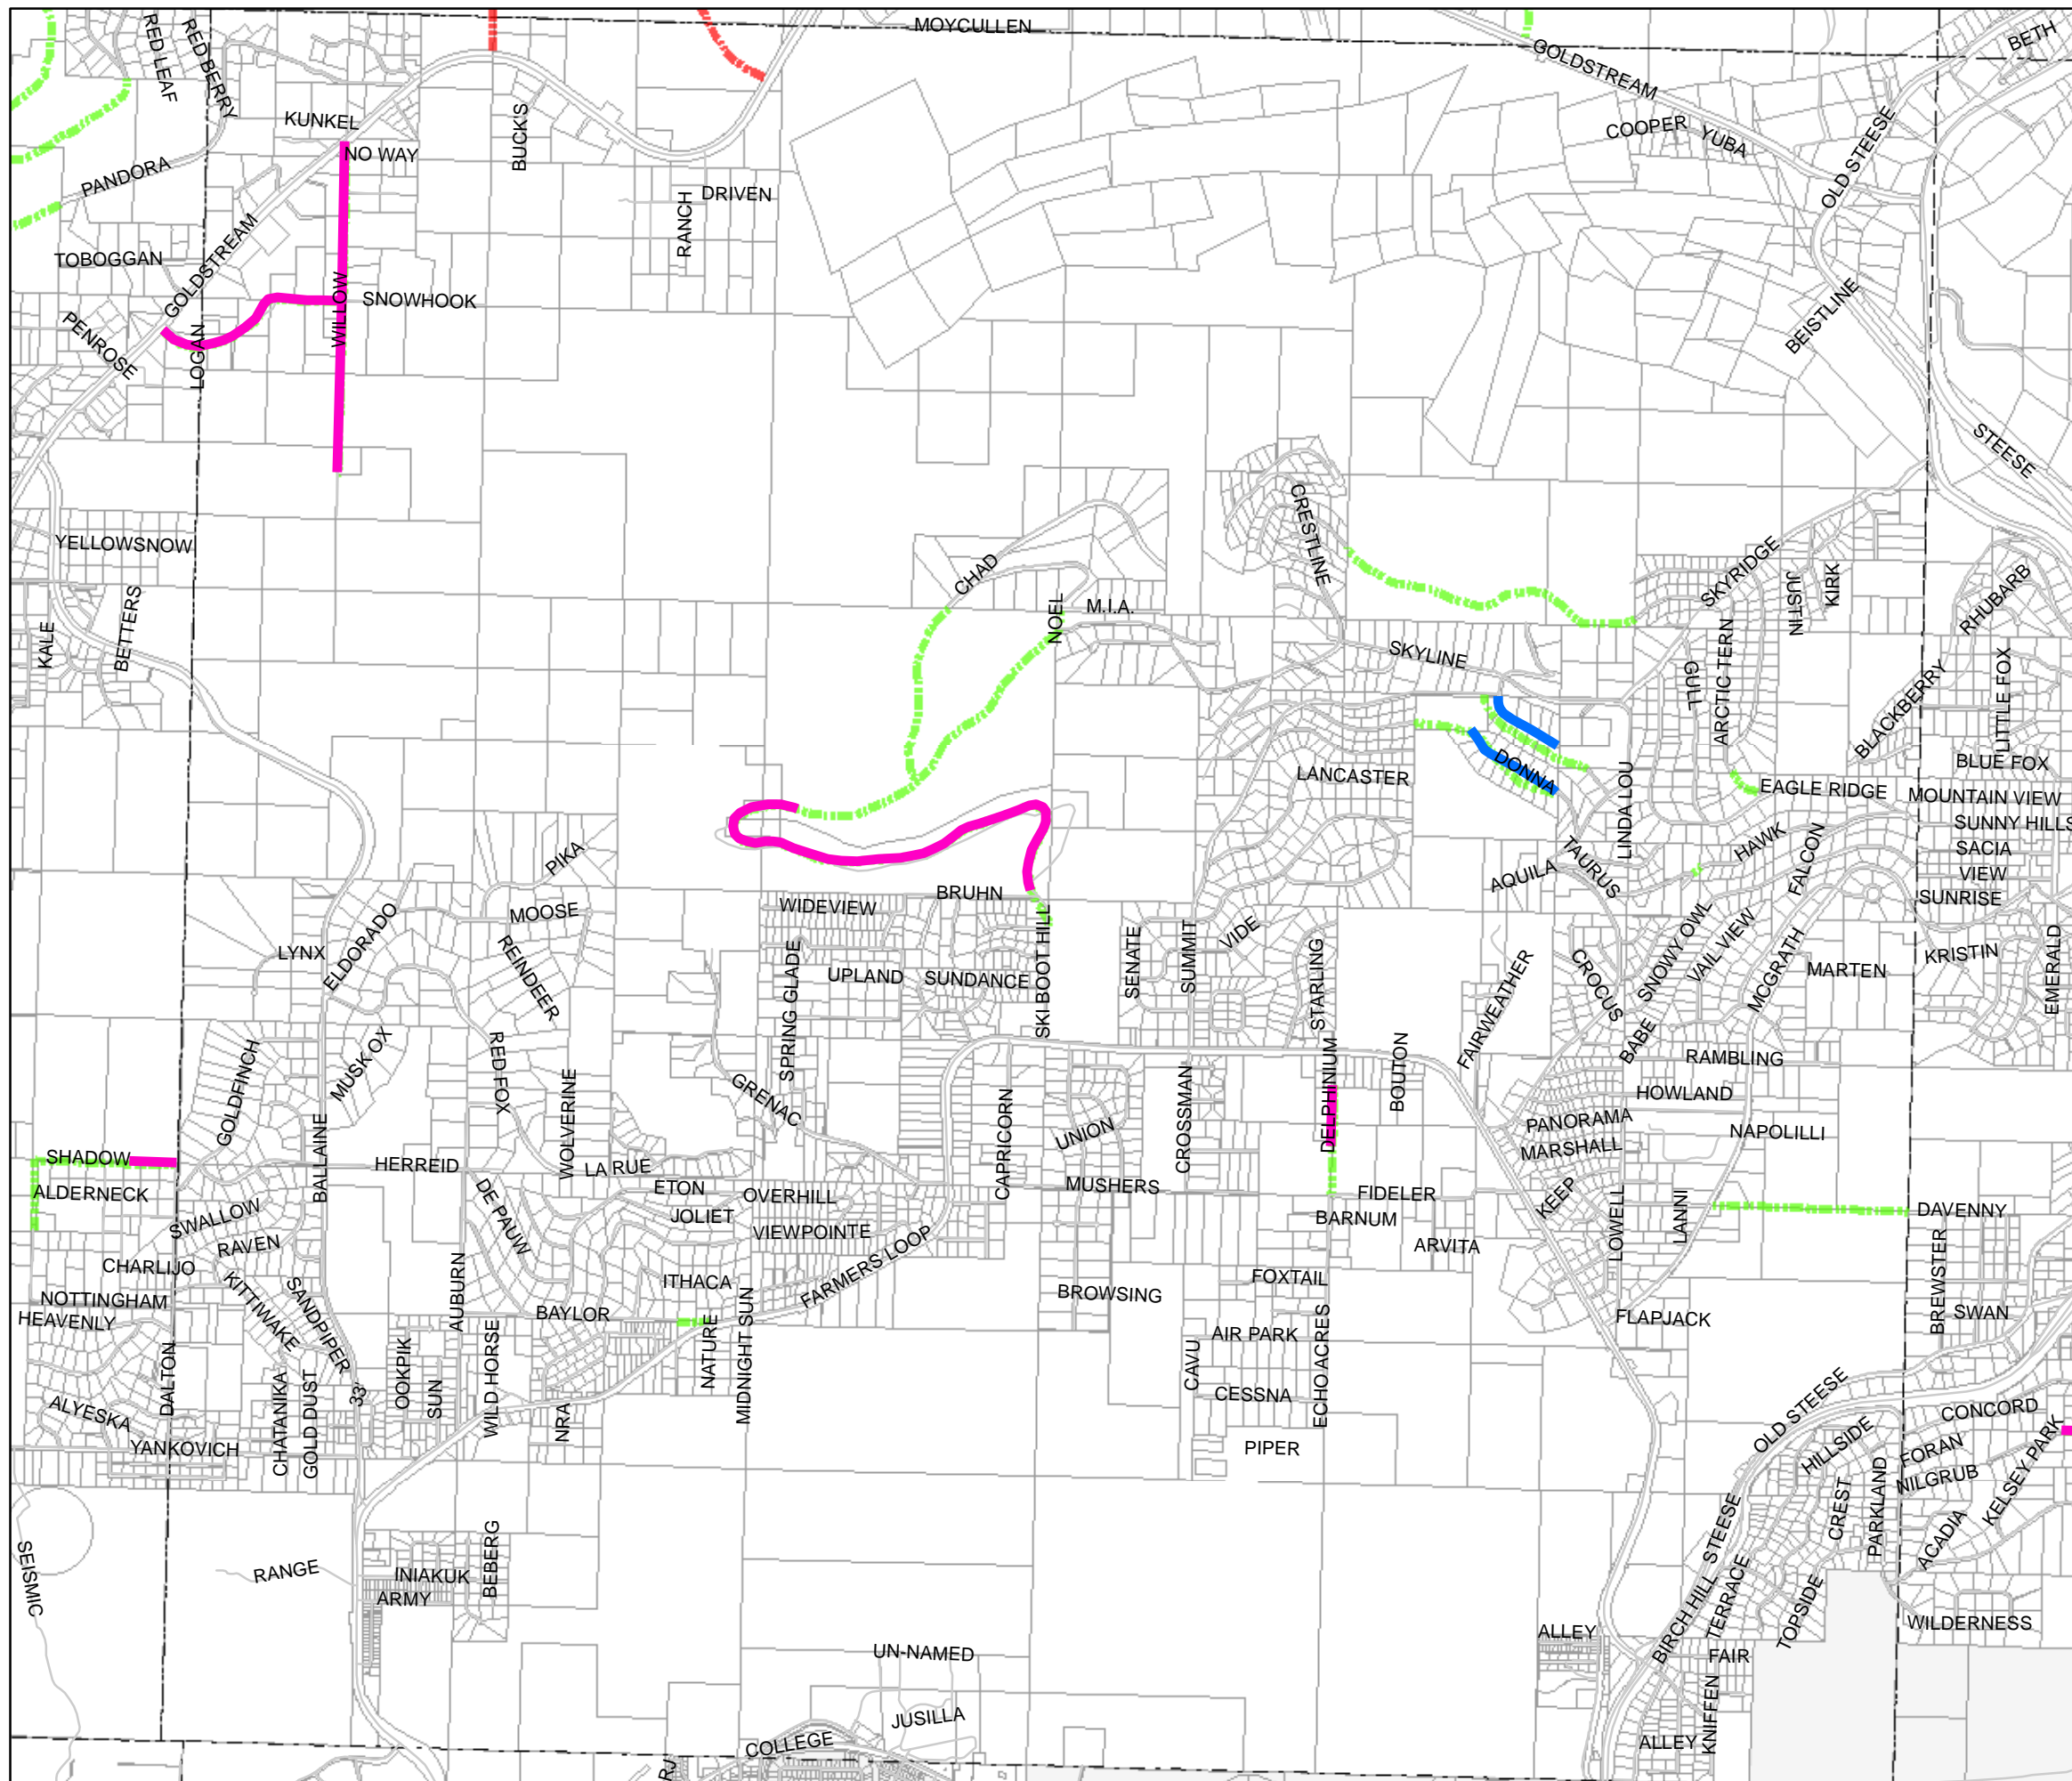 MOYCULLEN
BETH
RED LEAF
RED BERRY
GOLDSTREAM
KUNKEL
NO WAY
BUCKS
COOPER
YUBA
OLD STEESE
PANDORA
DRIVEN
RANCH
TOBOGGAN
GOLDSTREAM
WILLOW
SNOWHOOK
PENROSE
LOGAN
BEISTLINE
STEESE
YELLOWSNOW
CRESTLINE
CHAD
SKYRIDGE
JUSTIN
KIRK
RHUBARB
BETTERS
KALE
NOEL
M.I.A.
SKYLINE
GULL
ARCTIC TERN
BLACKBERRY
LITTLE FOX
BLUE FOX
LANCASTER
DONNA
LINDA LOU
EAGLE RIDGE
MOUNTAIN VIEW
SUNNY HILLS
SACIA
VIEW
SUNRISE
HAWK
FALCON
TAURUS
AQUILA
PIKA
MOOSE
WIDEVIEW
BRUHN
ELDORADO
LYNX
REINDEER
SPRING GLADE
UPLAND
SUNDANCE
SKI BOOT HILL
SENATE
SUMMIT
VIDE
STARLING
FAIRWEATHER
CROCUS
SNOWY OWL
VAIL VIEW
MCGRATH
MARTEN
KRISTIN
EMERALD
GOLDFINCH
MUSK OX
RED FOX
WOLVERINE
GRENAC
CAPRICORN
UNION
CROSSMAN
DELPHINIUM
BOUTON
BABE
RAMBLING
HOWLAND
PANORAMA
MARSHALL
NAPOLILLI
SHADOW
ALDERNECK
BALLAINE
HERREID
LA RUE
ETON
OVERHILL
JOLIET
VIEWPOINTE
MUSHERS
FIDELER
BARNUM
ARVITA
KEEP
LOWELL
LANNI
DAVENNY
SWALLOW
RAVEN
DE PAUW
CHARLIJO
NOTTINGHAM
HEAVENLY
KITTIWAKE
SANDPIPER
AUBURN
BAYLOR
ITHACA
FARMERS LOOP
BROWSING
FOXTAIL
AIR PARK
ECHO ACRES
CAVU
CESSNA
PIPER
FLAPJACK
BREWSTER
SWAN
NATURE
MIDNIGHT SUN
WILD HORSE
NRA
OOKPIK
SUN
33'
DALTON
CHATANIKA
GOLD DUST
ALYESKA
YANKOVICH
OLD STEESE
HILLSIDE
CONCORD
FORAN
NILGRUB
KELSEY PARK
CREST
PARKLAND
ACADIA
SEISMIC
RANGE
INIAKUK
ARMY
BEBERG
STEESE
BIRCH HILL
TERRACE
TOPSIDE
WILDERNESS
ALLEY
FAIR
KNIFFEN
ALLEY
UN-NAMED
JUSILLA
COLLEGE
RJ